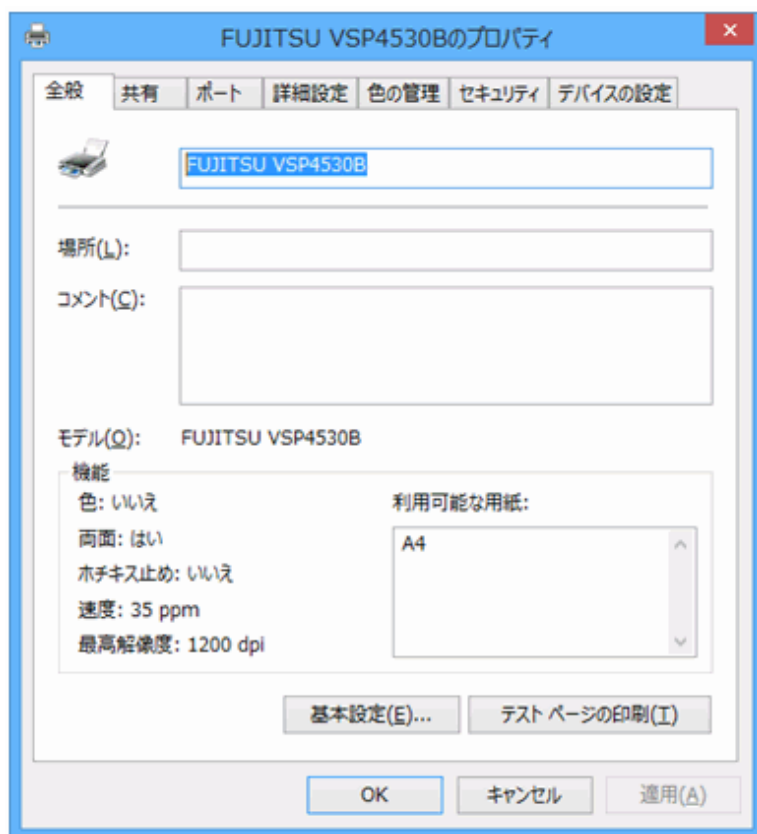 FUJITSU VSP4530Bのプロパティ
全般 共有 ポート 詳細設定 色の管理 セキュリティ デバイスの設定
FUJITSU VSP4530B
場所(L):
コメント(C):
モデル(O): FUJITSU VSP4530B
機能
色: いいえ 利用可能な用紙:
両面: はい A4
ホチキス止め: いいえ
速度: 35 ppm
最高解像度: 1200 dpi
基本設定(E)... テスト ページの印刷(T)
OK キャンセル 適用(A)